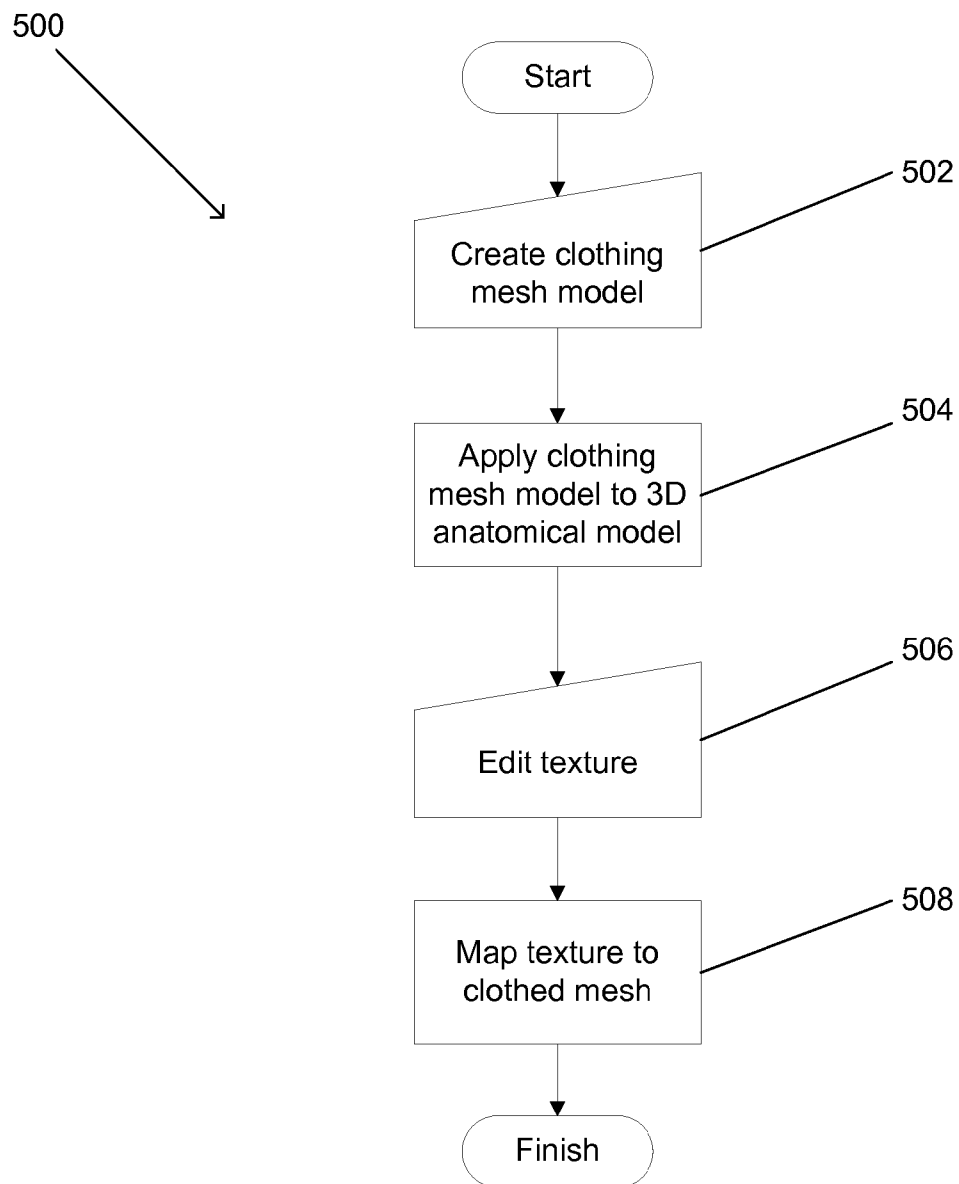 500
Start
502
Create clothing
mesh model
504
Apply clothing
mesh model to 3D
anatomical model
506
Edit texture
508
Map texture to
clothed mesh
Finish